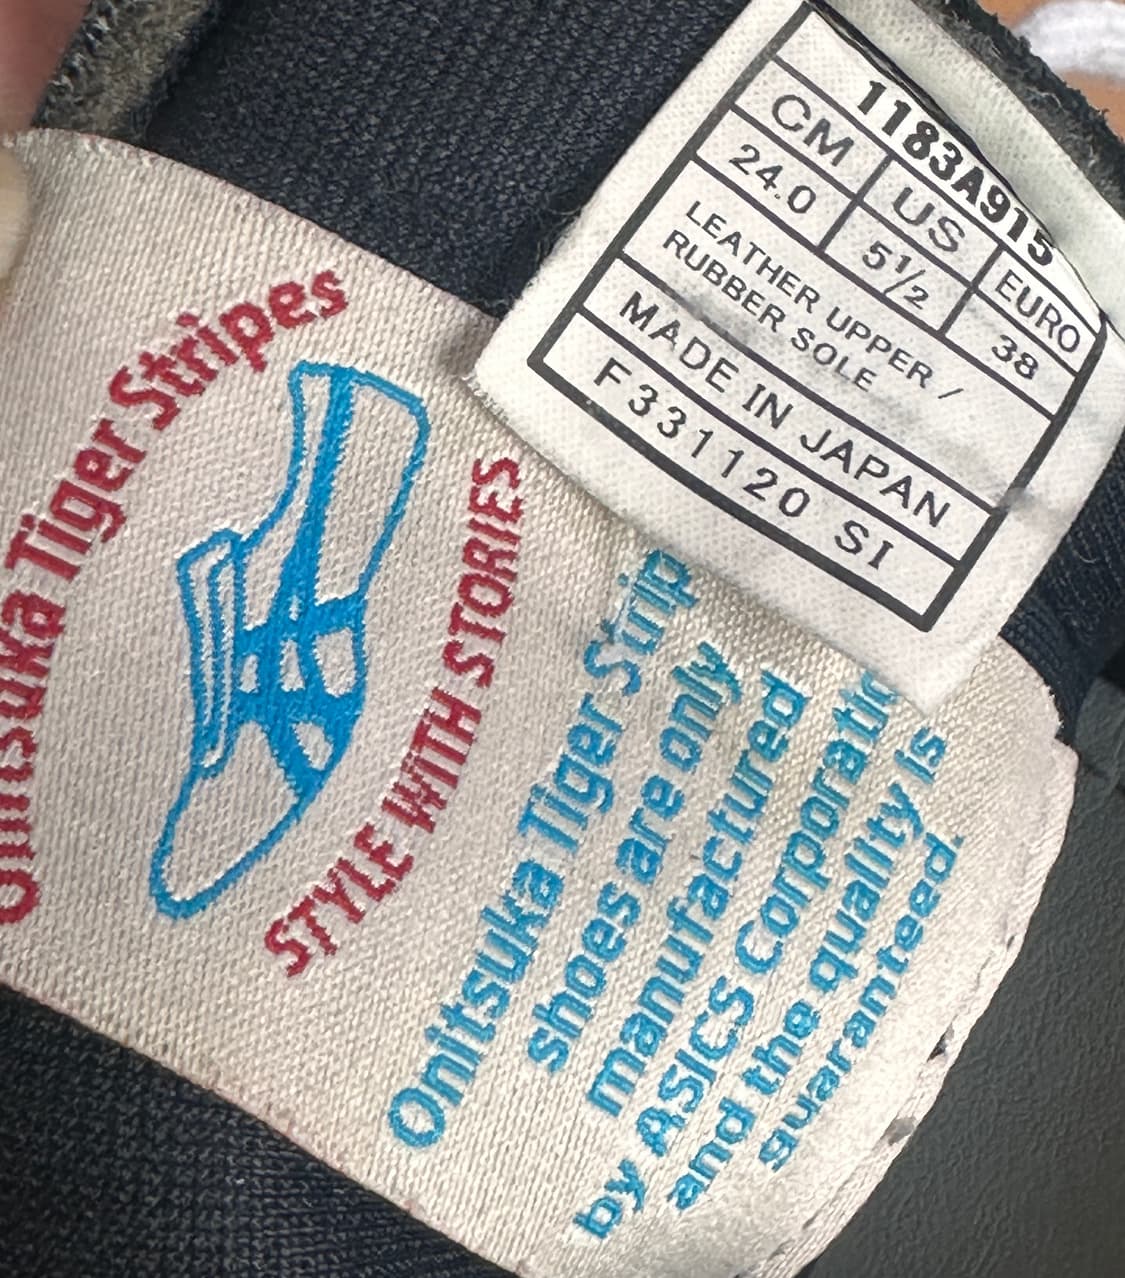 1183A915
CM US EURO
24.0 5½ 38
LEATHER UPPER /
RUBBER SOLE
MADE IN JAPAN
F331120 SI
Onitsuka Tiger Stripes
STYLE WITH STORIES
Onitsuka Tiger Strip
shoes are only
manufactured
by ASICS Corporatio
and the quality is
guaranteed.